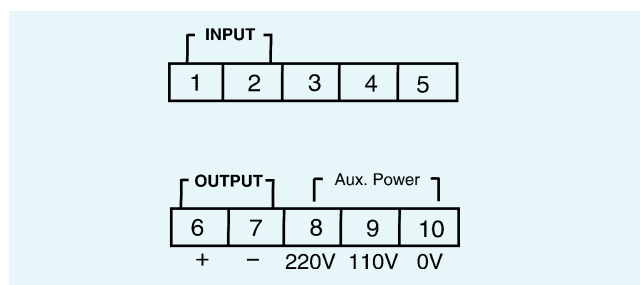 INPUT
1 2 3 4 5
OUTPUT Aux. Power
6 7 8 9 10
+ − 220V 110V 0V